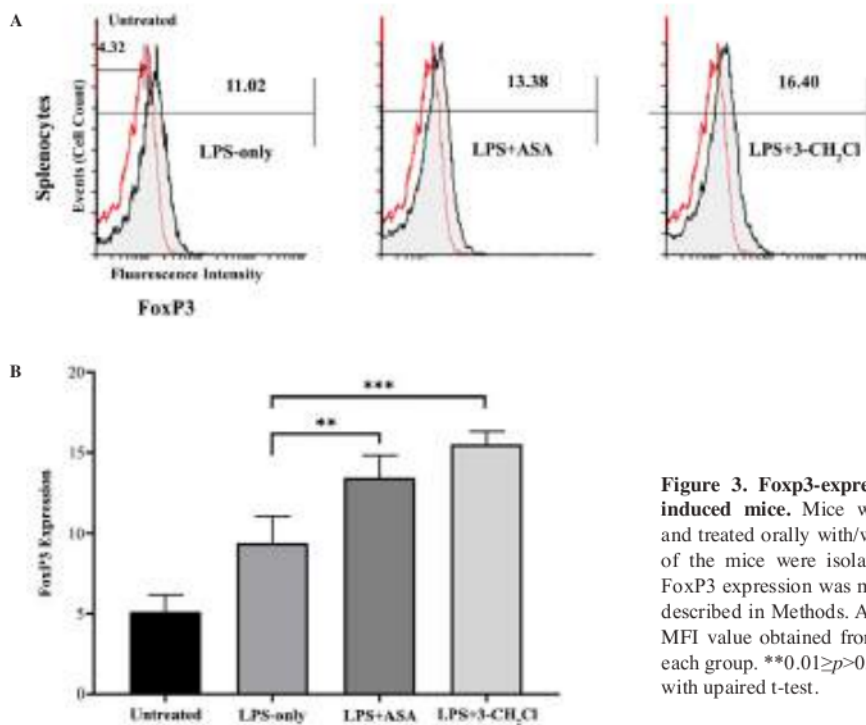 A
Splenocytes
Events (Cell Count)
Untreated
4.32
11.02
LPS-only
13.38
LPS+ASA
16.40
LPS+3-CH2Cl
Fluorescence Intensity
FoxP3
B
FoxP3 Expression
20
15
10
5
0
***
**
Untreated
LPS-only
LPS+ASA
LPS+3-CH2Cl
Figure 3. Foxp3-expre
induced mice. Mice w
and treated orally with/v
of the mice were isola
FoxP3 expression was n
described in Methods. A
MFI value obtained from
each group. **0.01≥p>0
with upaired t-test.